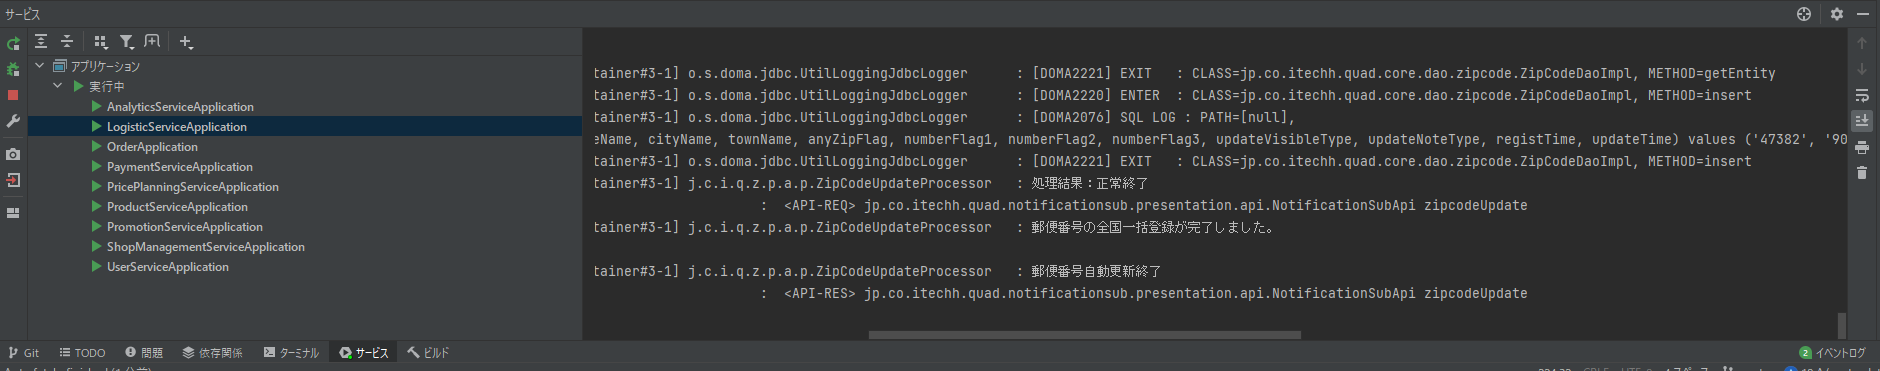 サービス
アプリケーション
実行中
AnalyticsServiceApplication
LogisticServiceApplication
OrderApplication
PaymentServiceApplication
PricePlanningServiceApplication
ProductServiceApplication
PromotionServiceApplication
ShopManagementServiceApplication
UserServiceApplication
tainer#3-1] o.s.doma.jdbc.UtilLoggingJdbcLogger : [DOMA2221] EXIT : CLASS=jp.co.itechh.quad.core.dao.zipcode.ZipCodeDaoImpl, METHOD=getEntity
tainer#3-1] o.s.doma.jdbc.UtilLoggingJdbcLogger : [DOMA2220] ENTER : CLASS=jp.co.itechh.quad.core.dao.zipcode.ZipCodeDaoImpl, METHOD=insert
tainer#3-1] o.s.doma.jdbc.UtilLoggingJdbcLogger : [DOMA2076] SQL LOG : PATH=[null],
eName, cityName, townName, anyZipFlag, numberFlag1, numberFlag2, numberFlag3, updateVisibleType, updateNoteType, registTime, updateTime) values ('47382', '90
tainer#3-1] o.s.doma.jdbc.UtilLoggingJdbcLogger : [DOMA2221] EXIT : CLASS=jp.co.itechh.quad.core.dao.zipcode.ZipCodeDaoImpl, METHOD=insert
tainer#3-1] j.c.i.q.z.p.a.p.ZipCodeUpdateProcessor : 処理結果：正常終了
: <API-REQ> jp.co.itechh.quad.notificationsub.presentation.api.NotificationSubApi zipcodeUpdate
tainer#3-1] j.c.i.q.z.p.a.p.ZipCodeUpdateProcessor : 郵便番号の全国一括登録が完了しました。
tainer#3-1] j.c.i.q.z.p.a.p.ZipCodeUpdateProcessor : 郵便番号自動更新終了
: <API-RES> jp.co.itechh.quad.notificationsub.presentation.api.NotificationSubApi zipcodeUpdate
Git TODO 問題 依存関係 ターミナル サービス ビルド 2 イベントログ